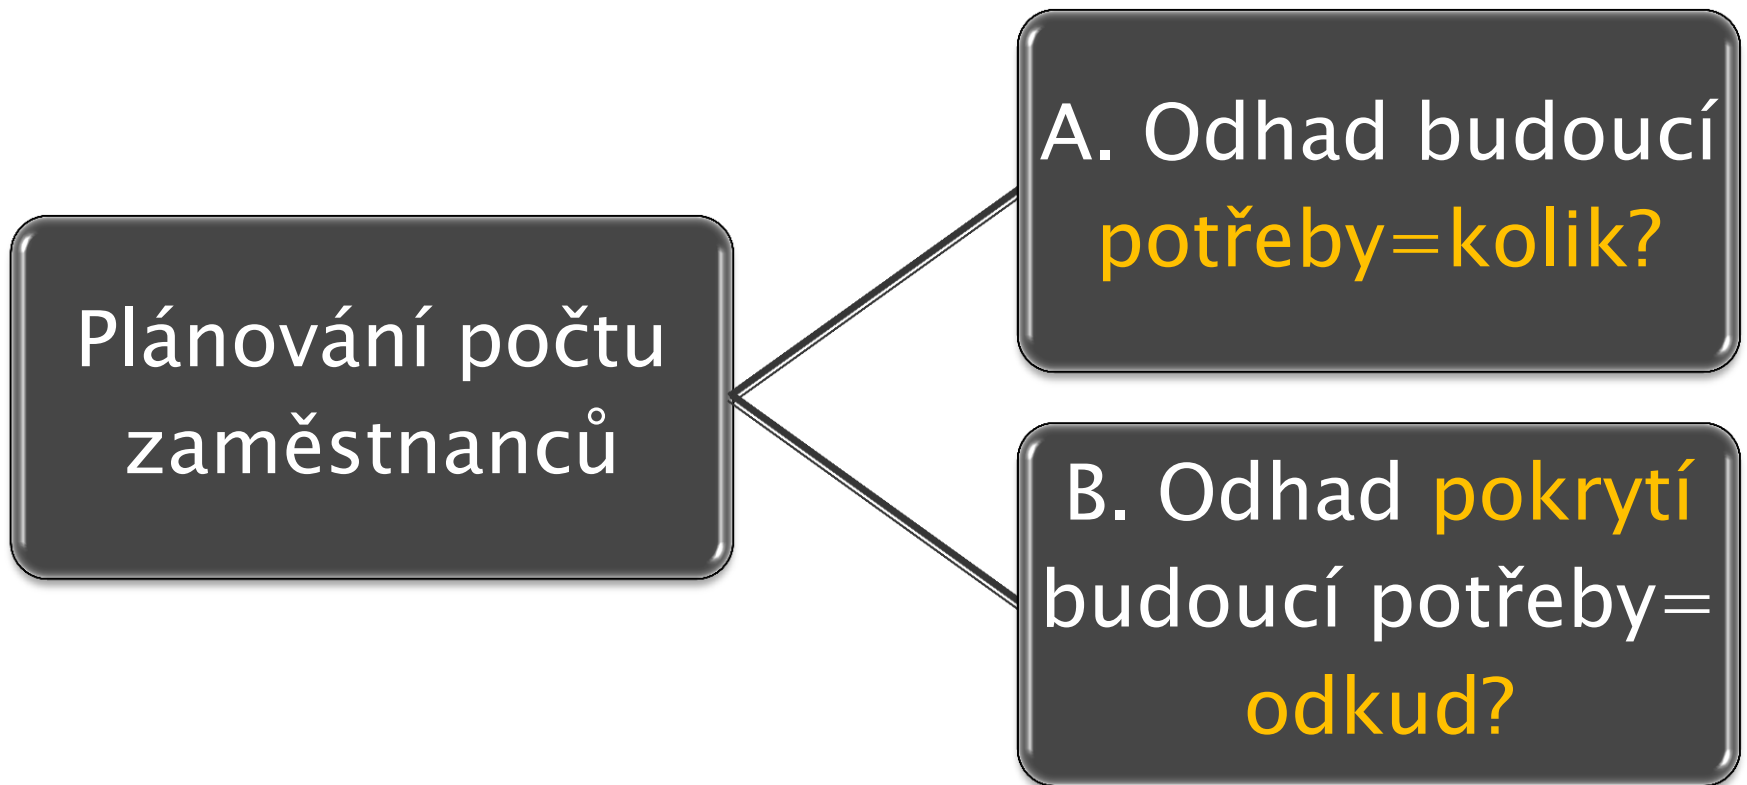 Plánování počtu
zaměstnanců
A. Odhad budoucí
potřeby=kolik?
B. Odhad pokrytí
budoucí potřeby=
odkud?